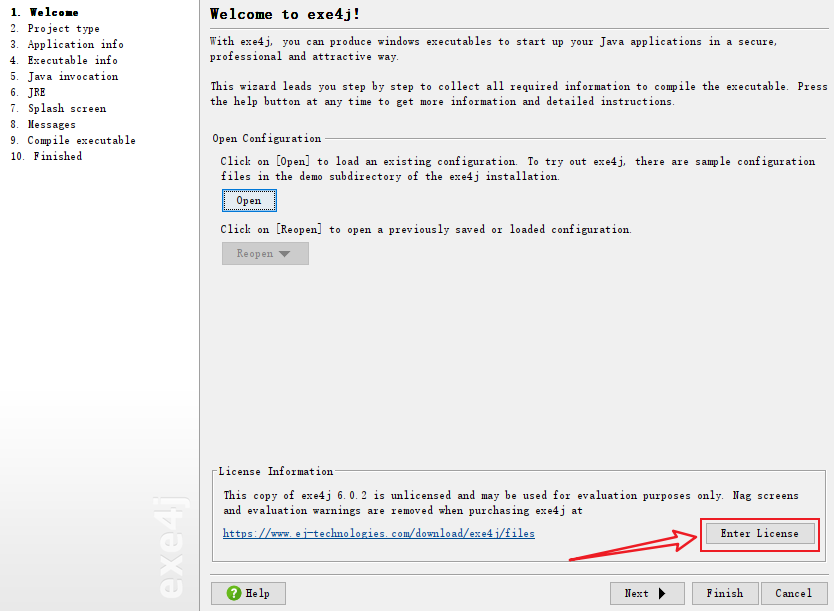 1. Welcome
2. Project type
3. Application info
4. Executable info
5. Java invocation
6. JRE
7. Splash screen
8. Messages
9. Compile executable
10. Finished
exe4j
Welcome to exe4j!
With exe4j, you can produce windows executables to start up your Java applications in a secure,
professional and attractive way.
This wizard leads you step by step to collect all required information to compile the executable. Press
the help button at any time to get more information and detailed instructions.
Open Configuration
Click on [Open] to load an existing configuration. To try out exe4j, there are sample configuration
files in the demo subdirectory of the exe4j installation.
Open
Click on [Reopen] to open a previously saved or loaded configuration.
Reopen
License Information
This copy of exe4j 6.0.2 is unlicensed and may be used for evaluation purposes only. Nag screens
and evaluation warnings are removed when purchasing exe4j at
https://www.ej-technologies.com/download/exe4j/files
Enter License
Help
Next
Finish
Cancel